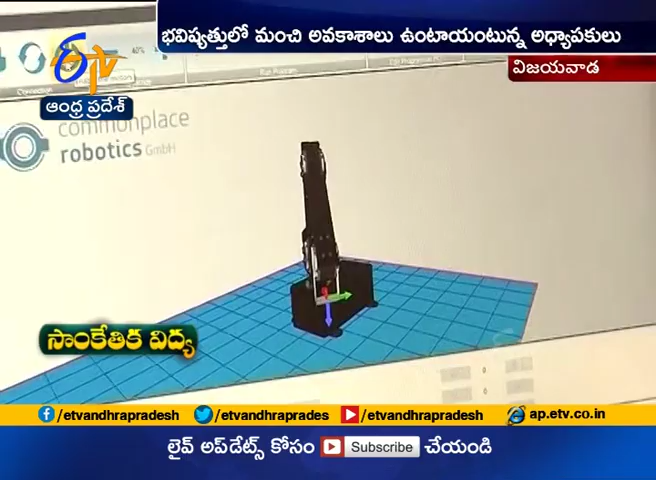 భవిష్యత్తులో మంచి అవకాశాలు ఉంటాయంటున్న అధ్యాపకులు
విజయవాడ
ETV
ఆంధ్ర ప్రదేశ్
commonplace
robotics GmbH
సాంకేతిక విద్య
/etvandhrapradesh
/etvandhraprades
/etvandhrapradesh
ap.etv.co.in
లైవ్ అప్‌డేట్స్ కోసం Subscribe చేయండి